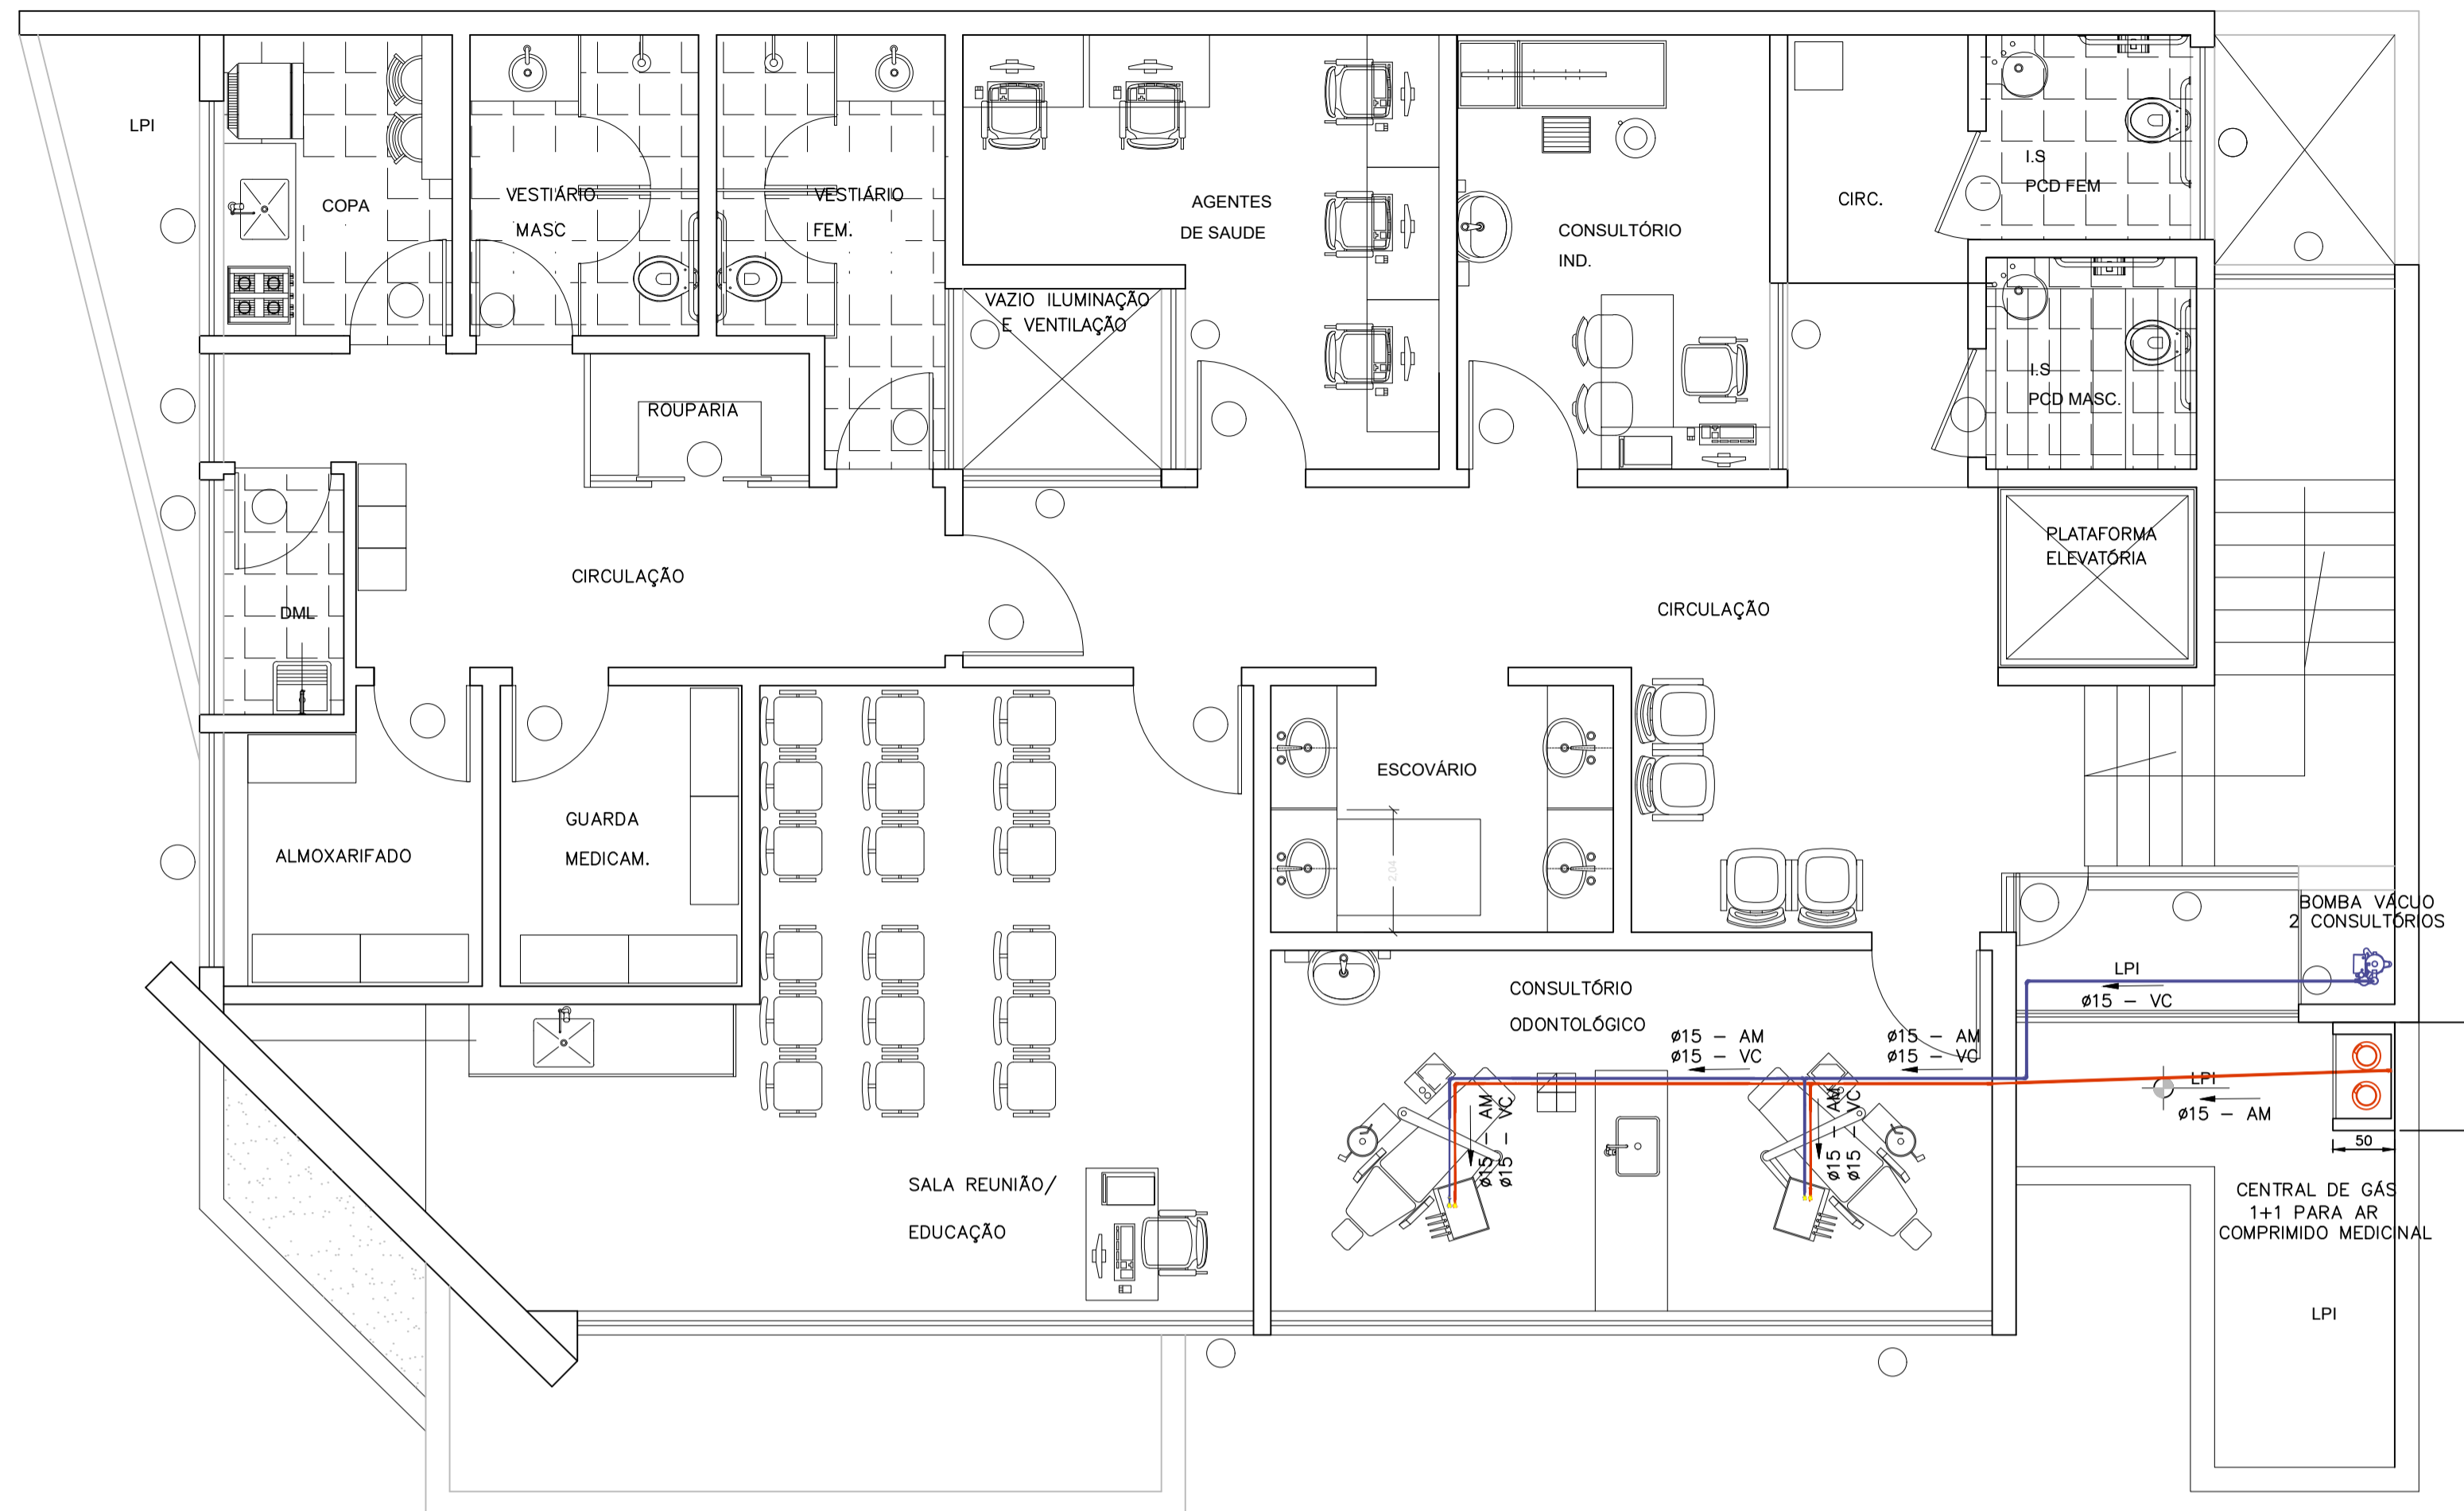 LPI
COPA
VESTIÁRIO
MASC
VESTIÁRIO
FEM.
AGENTES
DE SAUDE
CONSULTÓRIO
IND.
CIRC.
I.S
PCD FEM
VAZIO ILUMINAÇÃO
E VENTILAÇÃO
I.S
PCD MASC.
ROUPARIA
PLATAFORMA
ELEVATÓRIA
CIRCULAÇÃO
CIRCULAÇÃO
DML
ESCOVÁRIO
GUARDA
MEDICAM.
ALMOXARIFADO
2,04
BOMBA VÁCUO
2 CONSULTÓRIOS
LPI
ø15 – VC
CONSULTÓRIO
ODONTOLÓGICO
ø15 – AM
ø15 – VC
ø15 – AM
ø15 – VC
LPI
ø15 – AM
ø15 – AM
ø15 – VC
ø15 – AM
ø15 – VC
50
SALA REUNIÃO/
EDUCAÇÃO
CENTRAL DE GÁS
1+1 PARA AR
COMPRIMIDO MEDICINAL
LPI